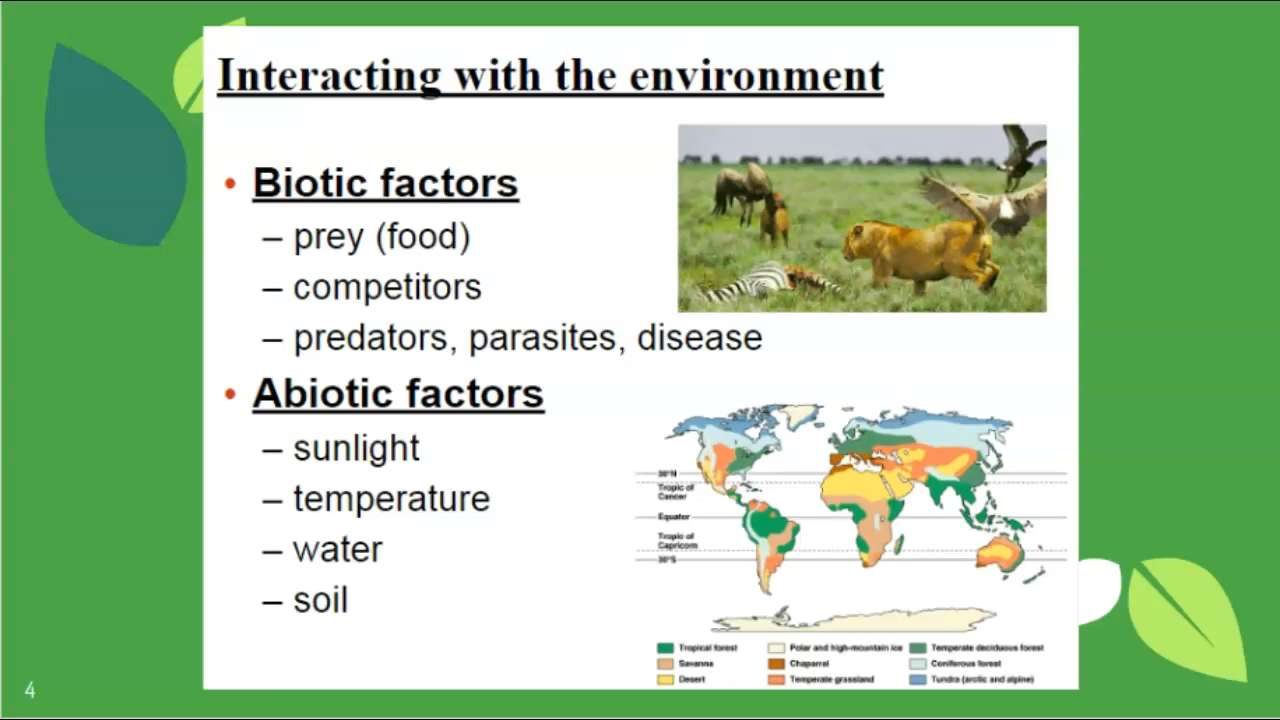 Interacting with the environment
• Biotic factors
– prey (food)
– competitors
– predators, parasites, disease
• Abiotic factors
– sunlight
– temperature
– water
– soil
30°N
Tropic of
Cancer
Equator
Tropic of
Capricorn
30°S
Tropical forest
Savanna
Desert
Polar and high-mountain ice
Chaparral
Temperate grassland
Temperate deciduous forest
Coniferous forest
Tundra (arctic and alpine)
4